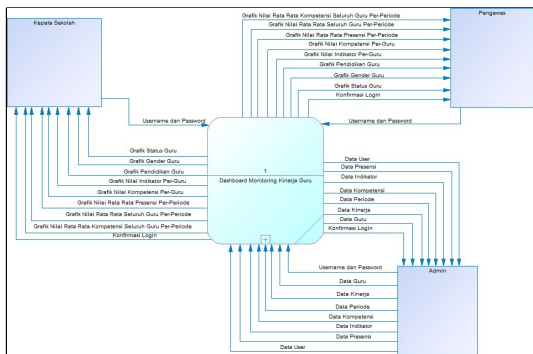 Grafik Nilai Rata Rata Kompetensi Seluruh Guru Per-Periode
Grafik Nilai Rata Rata Seluruh Guru Per-Periode
Grafik Nilai Rata Rata Presensi Per-Periode
Grafik Nilai Kompetensi Per-Guru
Grafik Nilai Indikator Per-Guru
Grafik Pendidikan Guru
Grafik Gender Guru
Grafik Status Guru
Konfirmasi Login
Pengawas
Kepala Sekolah
Username dan Password
Username dan Password
1
Dashboard Monitoring Kinerja Guru
Grafik Status Guru
Grafik Gender Guru
Grafik Pendidikan Guru
Grafik Nilai Indikator Per-Guru
Grafik Nilai Kompetensi Per-Guru
Grafik Nilai Rata Rata Presensi Per-Periode
Grafik Nilai Rata Rata Seluruh Guru Per-Periode
Grafik Nilai Rata Rata Kompetensi Seluruh Guru Per-Periode
Konfirmasi Login
Data User
Data Presensi
Data Indikator
Data Kompetensi
Data Periode
Data Kinerja
Data Guru
Konfirmasi Login
Admin
Username dan Password
Data Guru
Data Kinerja
Data Periode
Data Kompetensi
Data Indikator
Data Presensi
Data User